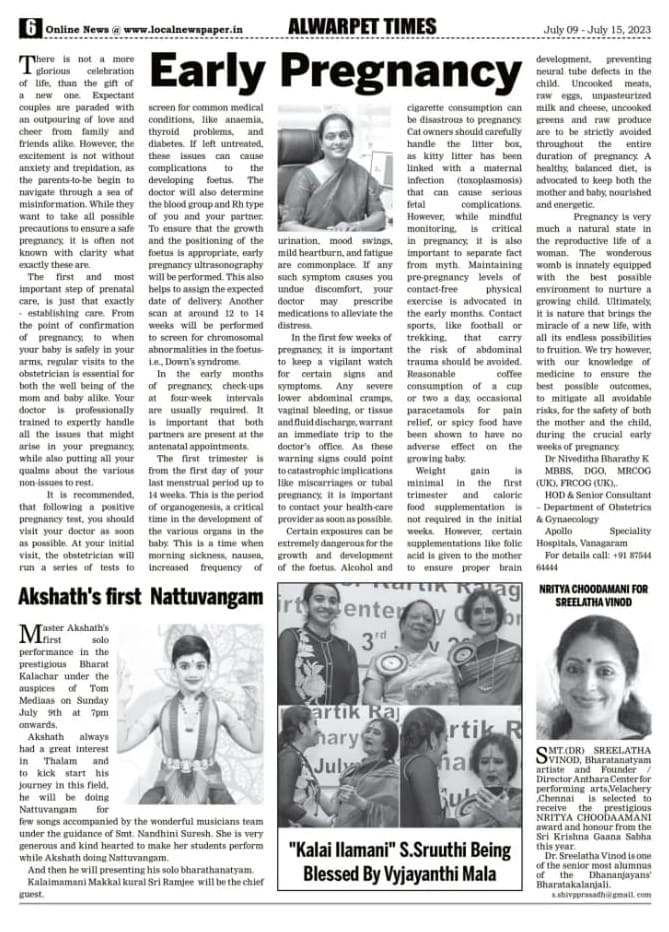 6 Online News @ www.localnewspaper.in
ALWARPET TIMES
July 09 - July 15, 2023
Early Pregnancy
There is not a more
glorious celebration
of life, than the gift of
a new one. Expectant
couples are paraded with
an outpouring of love and
cheer from family and
friends alike. However, the
excitement is not without
anxiety and trepidation, as
the parents-to-be begin to
navigate through a sea of
misinformation. While they
want to take all possible
precautions to ensure a safe
pregnancy, it is often not
known with clarity what
exactly these are.
The first and most
important step of prenatal
care, is just that exactly
- establishing care. From
the point of confirmation
of pregnancy, to when
your baby is safely in your
arms, regular visits to the
obstetrician is essential for
both the well being of the
mom and baby alike. Your
doctor is professionally
trained to expertly handle
all the issues that might
arise in your pregnancy,
while also putting all your
qualms about the various
non-issues to rest.
It is recommended,
that following a positive
pregnancy test, you should
visit your doctor as soon
as possible. At your initial
visit, the obstetrician will
run a series of tests to
screen for common medical
conditions, like anaemia,
thyroid problems, and
diabetes. If left untreated,
these issues can cause
complications to the
developing foetus. The
doctor will also determine
the blood group and Rh type
of you and your partner.
To ensure that the growth
and the positioning of the
foetus is appropriate, early
pregnancy ultrasonography
will be performed. This also
helps to assign the expected
date of delivery. Another
scan at around 12 to 14
weeks will be performed
to screen for chromosomal
abnormalities in the foetus-
i.e., Down's syndrome.
In the early months
of pregnancy, check-ups
at four-week intervals
are usually required. It
is important that both
partners are present at the
antenatal appointments.
The first trimester is
from the first day of your
last menstrual period up to
14 weeks. This is the period
of organogenesis, a critical
time in the development of
the various organs in the
baby. This is a time when
morning sickness, nausea,
increased frequency of
urination, mood swings,
mild heartburn, and fatigue
are commonplace. If any
such symptom causes you
undue discomfort, your
doctor may prescribe
medications to alleviate the
distress.
In the first few weeks of
pregnancy, it is important
to keep a vigilant watch
for certain signs and
symptoms. Any severe
lower abdominal cramps,
vaginal bleeding, or tissue
and fluid discharge, warrant
an immediate trip to the
doctor's office. As these
warning signs could point
to catastrophic implications
like miscarriages or tubal
pregnancy, it is important
to contact your health-care
provider as soon as possible.
Certain exposures can be
extremely dangerous for the
growth and development
of the foetus. Alcohol and
cigarette consumption can
be disastrous to pregnancy.
Cat owners should carefully
handle the litter box,
as kitty litter has been
linked with a maternal
infection (toxoplasmosis)
that can cause serious
fetal complications.
However, while mindful
monitoring, is critical
in pregnancy, it is also
important to separate fact
from myth. Maintaining
pre-pregnancy levels of
contact-free physical
exercise is advocated in
the early months. Contact
sports, like football or
trekking, that carry
the risk of abdominal
trauma should be avoided.
Reasonable coffee
consumption of a cup
or two a day, occasional
paracetamols for pain
relief, or spicy food have
been shown to have no
adverse effect on the
growing baby.
Weight gain is
minimal in the first
trimester and caloric
food supplementation is
not required in the initial
weeks. However, certain
supplementations like folic
acid is given to the mother
to ensure proper brain
development, preventing
neural tube defects in the
child. Uncooked meats,
raw eggs, unpasteurized
milk and cheese, uncooked
greens and raw produce
are to be strictly avoided
throughout the entire
duration of pregnancy. A
healthy, balanced diet, is
advocated to keep both the
mother and baby, nourished
and energetic.
Pregnancy is very
much a natural state in
the reproductive life of a
woman. The wonderous
womb is innately equipped
with the best possible
environment to nurture a
growing child. Ultimately,
it is nature that brings the
miracle of a new life, with
all its endless possibilities
to fruition. We try however,
with our knowledge of
medicine to ensure the
best possible outcomes,
to mitigate all avoidable
risks, for the safety of both
the mother and the child,
during the crucial early
weeks of pregnancy.
Dr Niveditha Bharathy K
MBBS, DGO, MRCOG
(UK), FRCOG (UK),.
HOD & Senior Consultant
– Department of Obstetrics
& Gynaecology
Apollo Speciality
Hospitals, Vanagaram
For details call: +91 87544
64444
Akshath's first Nattuvangam
Master Akshath's
first solo
performance in the
prestigious Bharat
Kalachar under the
auspices of Tom
Mediaas on Sunday
July 9th at 7pm
onwards.
Akshath always
had a great interest
in Thalam and
to kick start his
journey in this field,
he will be doing
Nattuvangam for
few songs accompanied by the wonderful musicians team
under the guidance of Smt. Nandhini Suresh. She is very
generous and kind hearted to make her students perform
while Akshath doing Nattuvangam.
And then he will presenting his solo bharathanatyam.
Kalaimamani Makkal kural Sri Ramjee will be the chief
guest.
3rd
artik Raj
hary
July
artik R
"Kalai Ilamani" S.Sruuthi Being
Blessed By Vyjayanthi Mala
NRITYA CHOODAMANI FOR
SREELATHA VINOD
SMT.(DR) SREELATHA
VINOD, Bharatanatyam
artiste and Founder /
Director Anthara Center for
performing arts,Velachery
,Chennai is selected to
receive the prestigious
NRITYA CHOODAAMANI
award and honour from the
Sri Krishna Gaana Sabha
this year.
Dr. Sreelatha Vinod is one
of the senior most alumnus
of the Dhananjayans'
Bharatakalanjali.
s.shivpprasadh@gmail.com